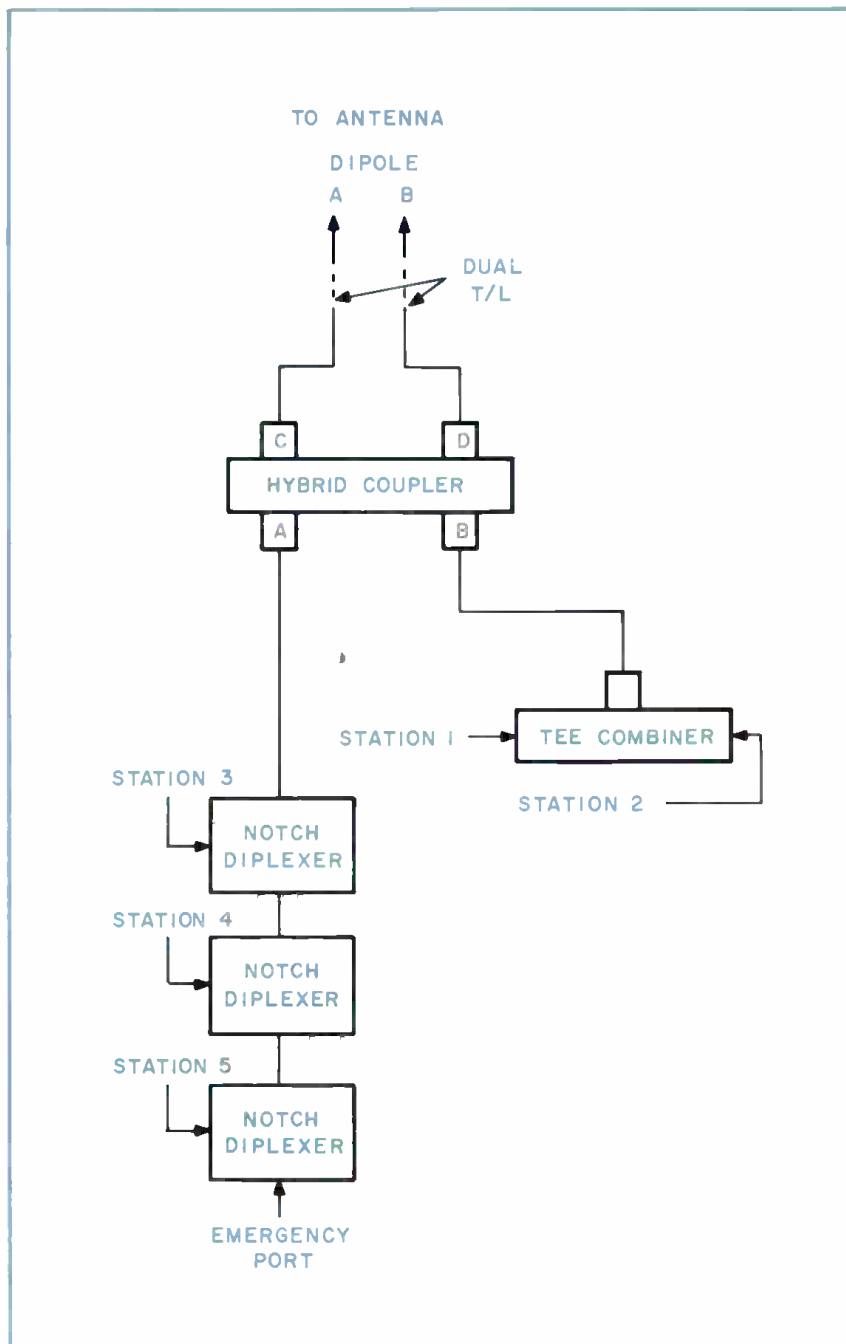 TO ANTENNA
DIPOLE
A B
DUAL
T/L
C D
HYBRID COUPLER
A B
STATION 1
TEE COMBINER
STATION 2
STATION 3
NOTCH
DIPLEXER
STATION 4
NOTCH
DIPLEXER
STATION 5
NOTCH
DIPLEXER
EMERGENCY
PORT